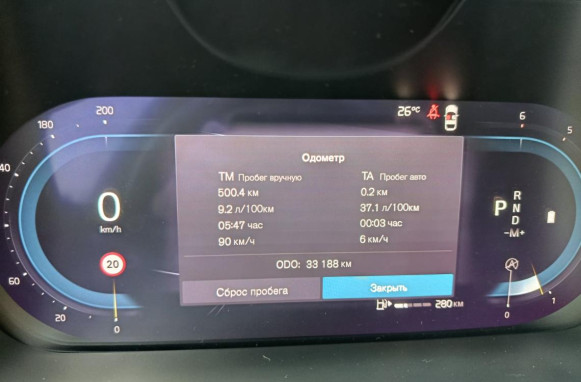 200
26°C
6
180
5
Одометр
40
TM Пробег вручную
TA Пробег авто
500.4 км
0.2 км
9.2 л/100км
37.1 л/100км
05:47 час
00:03 час
90 км/ч
6 км/ч
0
km/h
P
R
N
D
-M+
20
ODO: 33 188 км
60
Сброс пробега
Закрыть
280 км
1
20
0
0